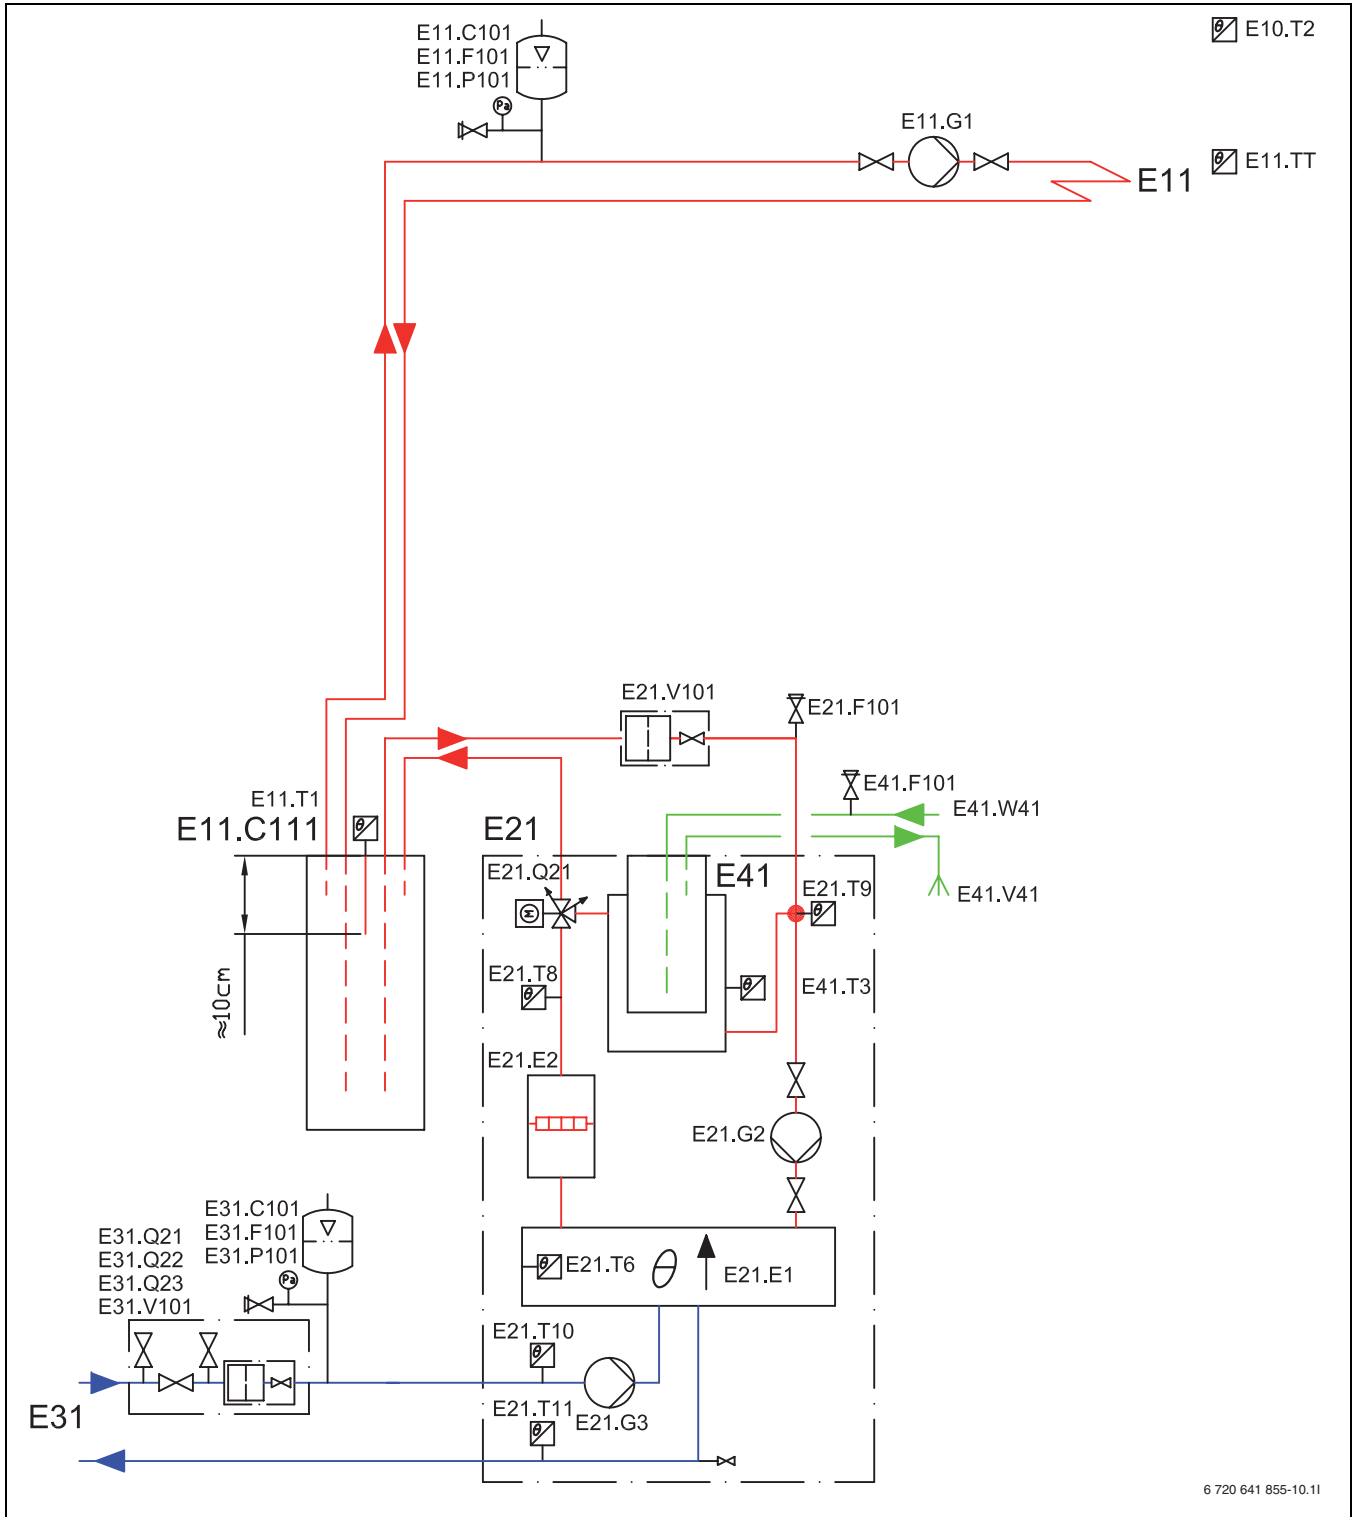 E11.C101
E11.F101
E11.P101
Pa
E10.T2
θ
E11.G1
E11
θ
E11.TT
E21.V101
E21.F101
E41.F101
E41.W41
E11.T1
E11.C111
θ
E21
E21.Q21
M
E41
E21.T9
θ
E41.V41
≈10cm
E21.T8
θ
θ
E41.T3
E21.E2
E21.G2
E31.C101
E31.F101
E31.P101
Pa
E31.Q21
E31.Q22
E31.Q23
E31.V101
θ
E21.T6
θ
E21.E1
E21.T10
θ
E21.G3
E31
E21.T11
θ
6 720 641 855-10.1I